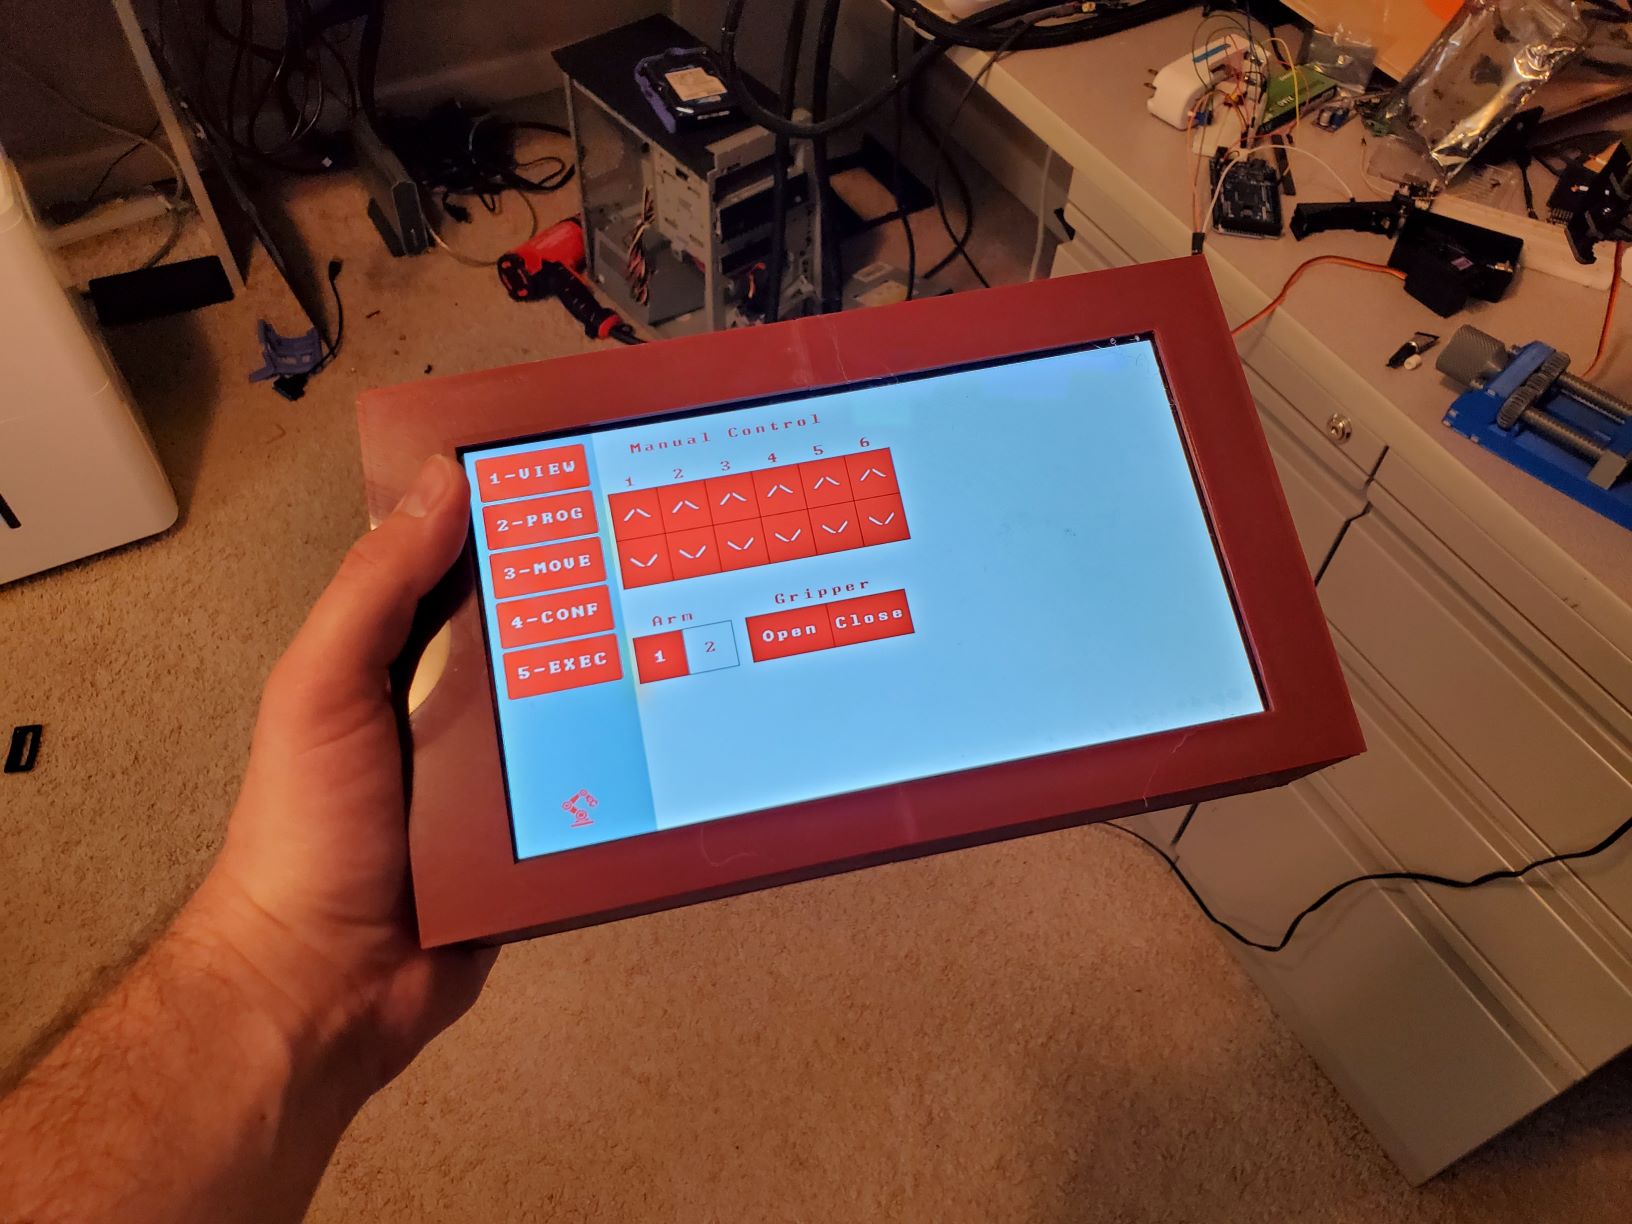 Manual Control
1 2 3 4 5 6
1-VIEW
2-PROG
3-MOVE
4-CONF
5-EXEC
Arm
1 2
Gripper
Open Close